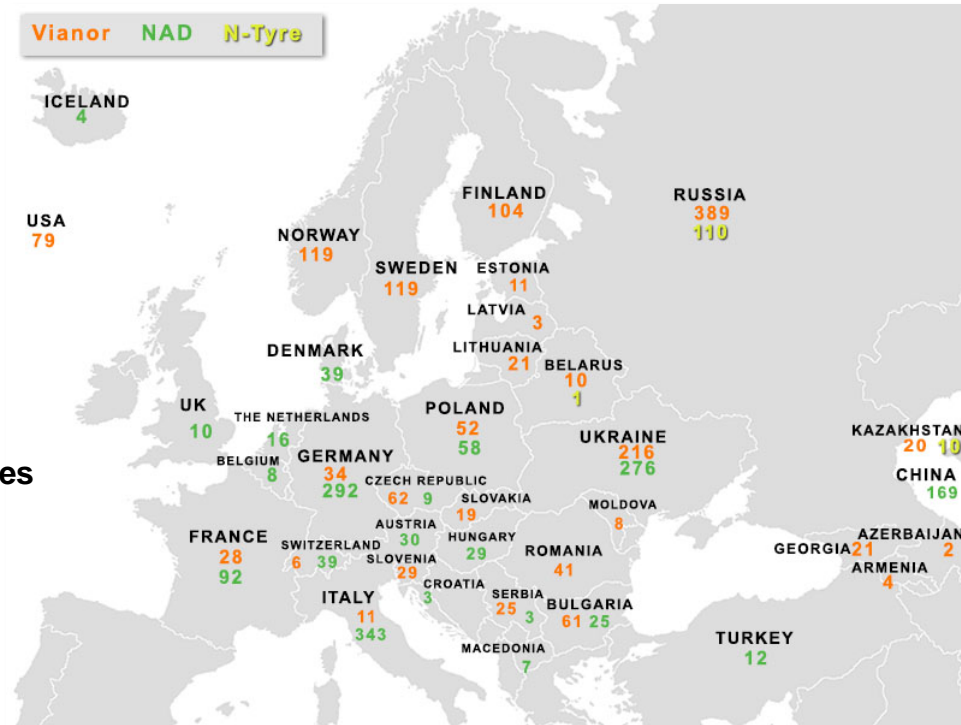 Vianor NAD N-Tyre
ICELAND
4
USA
79
FINLAND
104
RUSSIA
389
110
NORWAY
119
SWEDEN
119
ESTONIA
11
LATVIA
3
LITHUANIA
21
DENMARK
39
BELARUS
10
1
UK
10
THE NETHERLANDS
16
BELGIUM
8
POLAND
52
58
GERMANY
34
292
UKRAINE
216
276
KAZAKHSTAN
20 10
CHINA
169
es
CZECH REPUBLIC
62 9
SLOVAKIA
19
MOLDOVA
8
FRANCE
28
92
SWITZERLAND
6 39
AUSTRIA
30
HUNGARY
29
SLOVENIA
29
ROMANIA
41
CROATIA
3
ITALY
11
343
SERBIA
25 3
BULGARIA
61 25
MACEDONIA
7
AZERBAIJAN
2
GEORGIA 21
ARMENIA
4
TURKEY
12